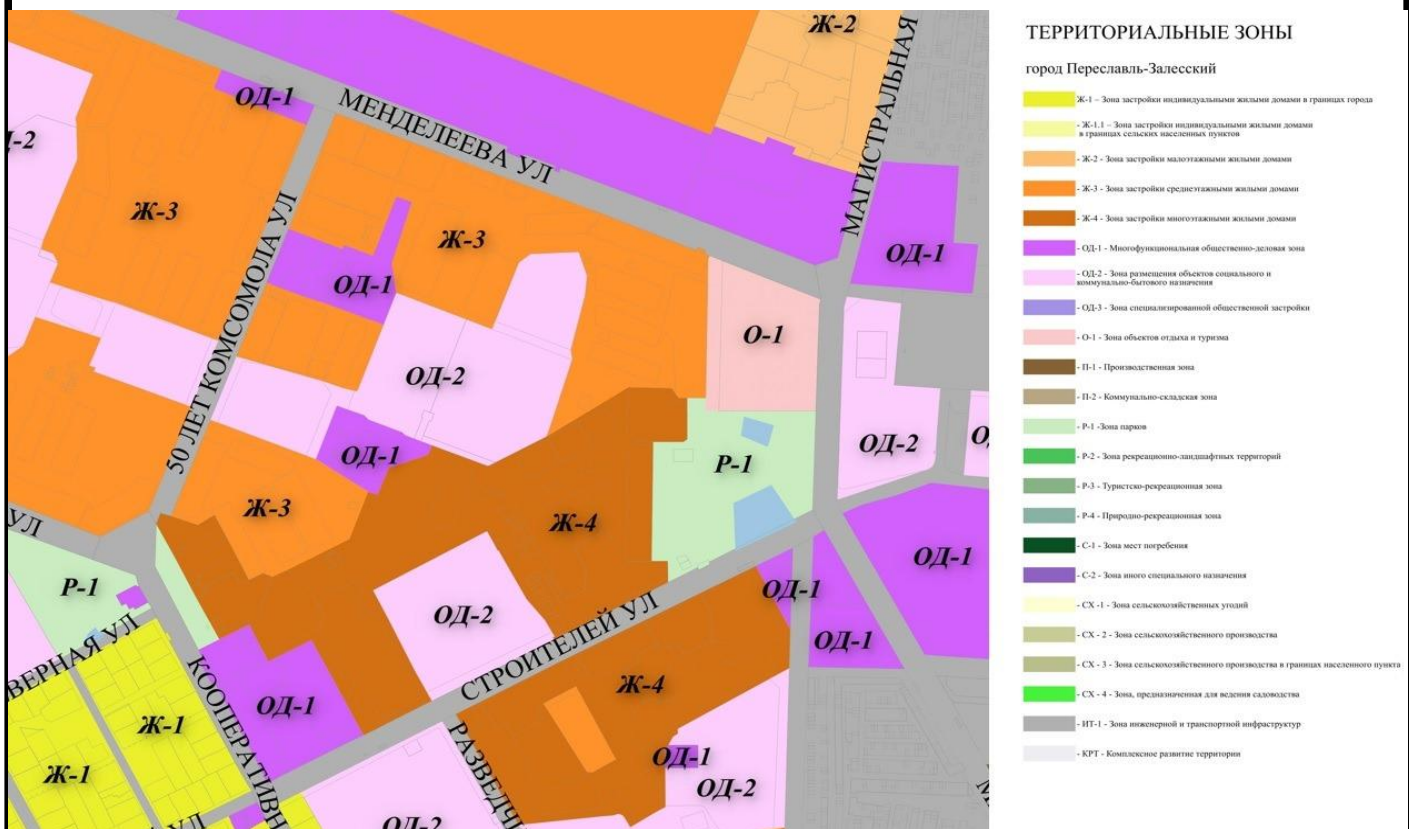 Ж-2
МАГИСТРАЛЬНАЯ
ОД-1
МЕНДЕЛЕЕВА УЛ
Ж-3
50 ЛЕТ КОМСОМОЛА УЛ
Ж-3
ОД-1
ОД-1
О-1
ОД-2
ОД-1
Р-1
ОД-2
Ж-3
Ж-4
УЛ
ОД-1
Р-1
ОД-2
ОД-1
ОД-1
СТРОИТЕЛЕЙ УЛ
ВЕРНАЯ УЛ
КООПЕРАТИВН
Ж-4
ОД-1
Ж-1
РАЗВЕДЧ
Ж-1
ОД-1
ОД-2
УЛ
ОД-2
ТЕРРИТОРИАЛЬНЫЕ ЗОНЫ
город Переславль-Залесский
Ж-1 – Зона застройки индивидуальными жилыми домами в границах города
- Ж-1.1 – Зона застройки индивидуальными жилыми домами
в границах сельских населенных пунктов
- Ж-2 - Зона застройки малоэтажными жилыми домами
- Ж-3 - Зона застройки среднеэтажными жилыми домами
- Ж-4 - Зона застройки многоэтажными жилыми домами
- ОД-1 - Многофункциональная общественно-деловая зона
- ОД-2 - Зона размещения объектов социального и
коммунально-бытового назначения
- ОД-3 - Зона специализированной общественной застройки
- О-1 - Зона объектов отдыха и туризма
- П-1 - Производственная зона
- П-2 - Коммунально-складская зона
- Р-1 -Зона парков
- Р-2 - Зона рекреационно-ландшафтных территорий
- Р-3 - Туристско-рекреационная зона
- Р-4 - Природно-рекреационная зона
- С-1 - Зона мест погребения
- С-2 - Зона иного специального назначения
- СХ -1 - Зона сельскохозяйственных угодий
- СХ - 2 - Зона сельскохозяйственного производства
- СХ - 3 - Зона сельскохозяйственного производства в границах населенного пункта
- СХ - 4 - Зона, предназначенная для ведения садоводства
- ИТ-1 - Зона инженерной и транспортной инфраструктур
- КРТ - Комплексное развитие территории